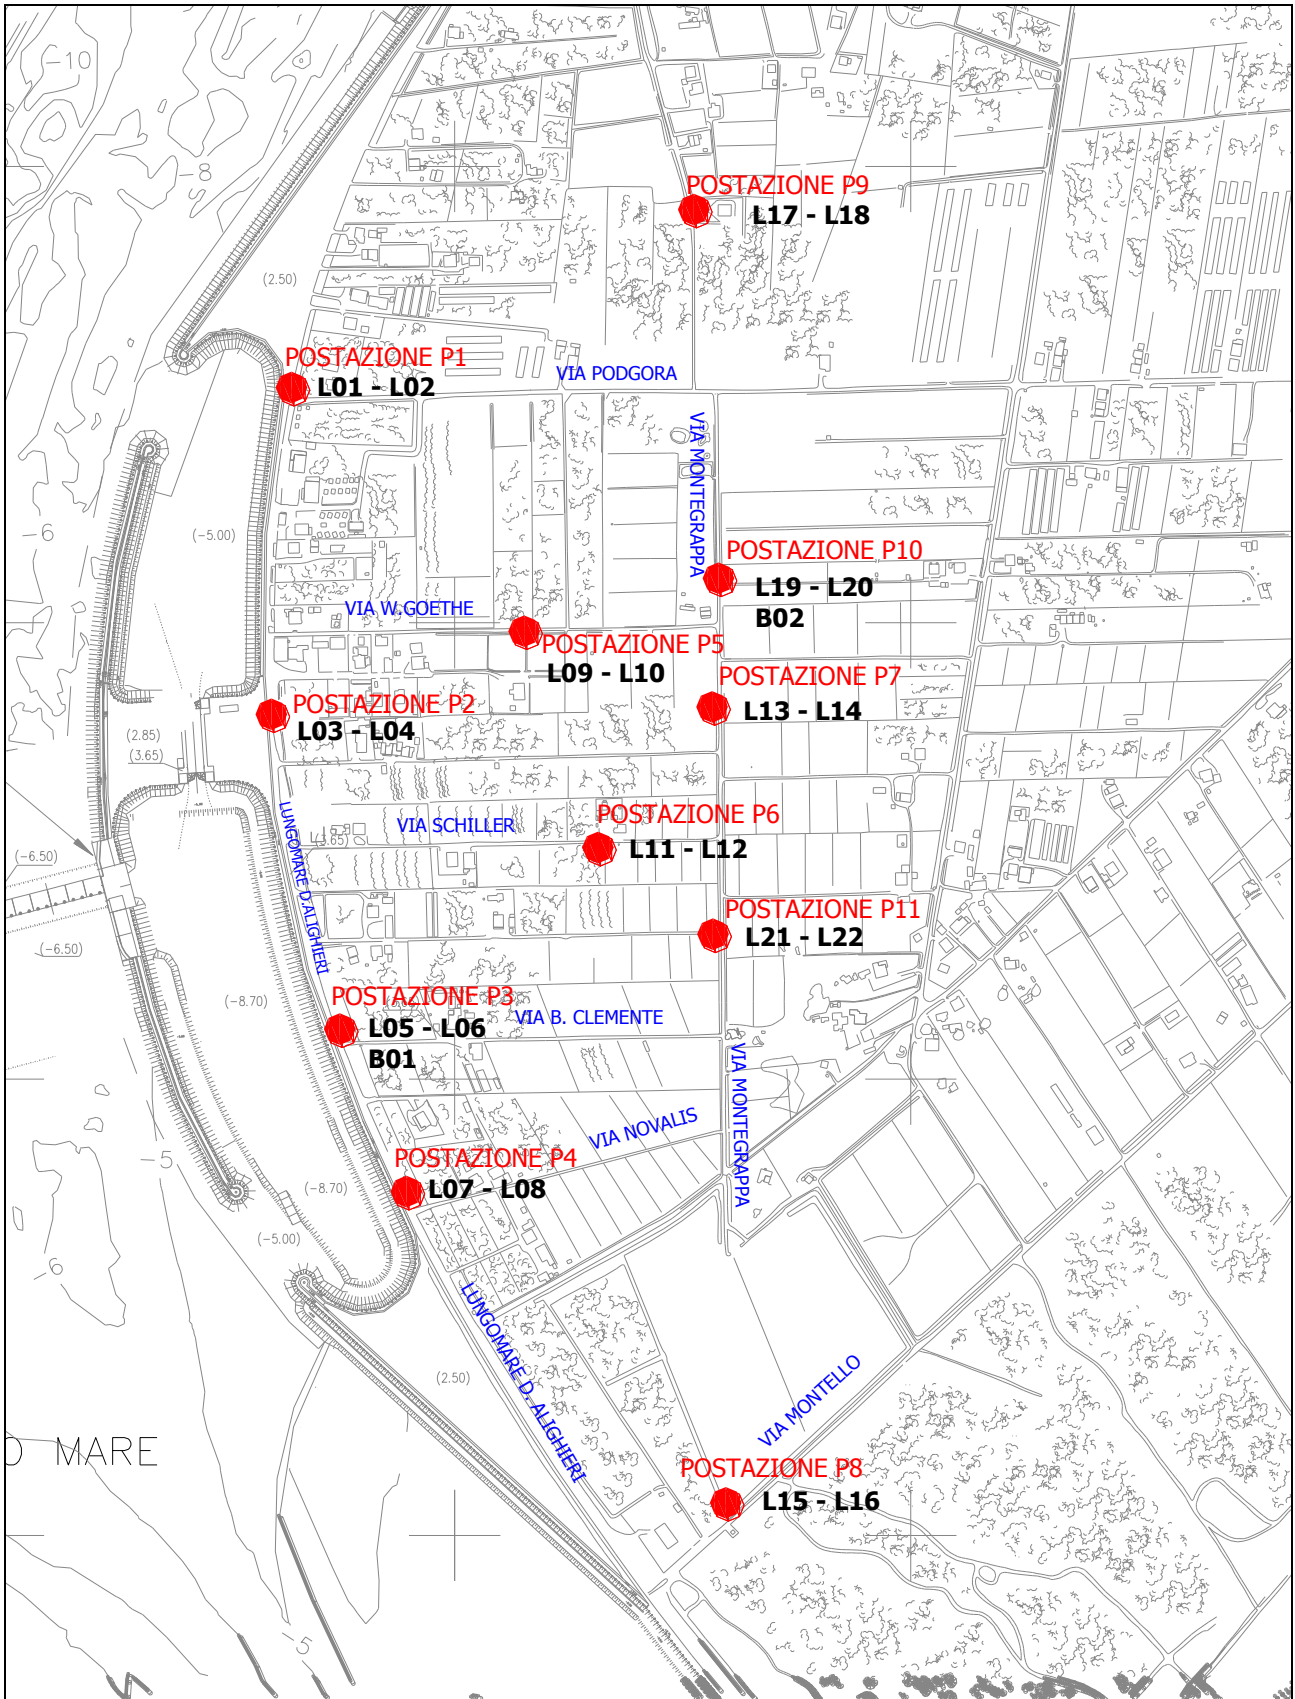 -10
-8
POSTAZIONE P9
L17 - L18
(2.50)
POSTAZIONE P1
L01 - L02
VIA PODGORA
VIA MONTEGRAPPA
-6
(-5.00)
POSTAZIONE P10
L19 - L20
B02
VIA W.GOETHE
POSTAZIONE P5
L09 - L10
POSTAZIONE P7
L13 - L14
POSTAZIONE P2
L03 - L04
(2.85)
(3.65)
LUNGOMARE D.ALIGHIERI
VIA SCHILLER
(3.65)
POSTAZIONE P6
L11 - L12
(-6.50)
POSTAZIONE P11
L21 - L22
(-6.50)
(-8.70)
POSTAZIONE P3
L05 - L06
B01
VIA B. CLEMENTE
VIA MONTEGRAPPA
VIA NOVALIS
-5
POSTAZIONE P4
L07 - L08
(-8.70)
(-5.00)
-6
LUNGOMARE D. ALIGHIERI
(2.50)
VIA MONTELLO
O MARE
POSTAZIONE P8
L15 - L16
-5